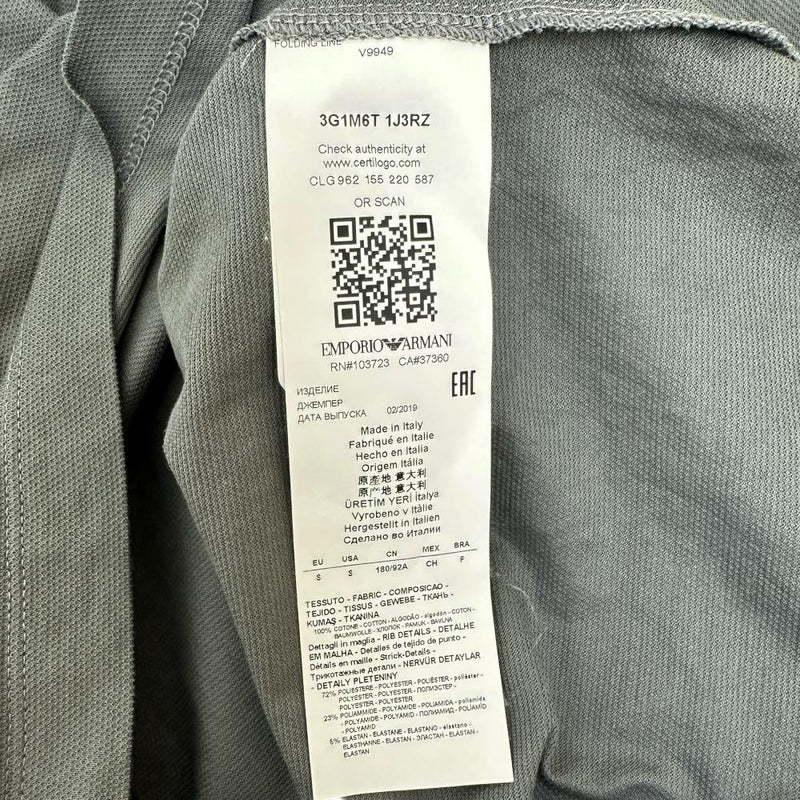 FOLDING LINE
V9949
3G1M6T 1J3RZ
Check authenticity at
www.certilogo.com
CLG 962 155 220 587
OR SCAN
EMPORIO ARMANI
RN#103723 CA#37360
EAC
ИЗДЕЛИЕ
ДЖЕМПЕР
ДАТА ВЫПУСКА 02/2019
Made in Italy
Fabriqué en Italie
Hecho en Italia
Origem Itália
原產地 意大利
原产地 意大利
ÜRETİM YERİ İtalya
Vyrobeno v Itálie
Hergestellt in Italien
Сделано во Италии
EU USA CN MEX BRA
S S 180/92A CH P
TESSUTO - FABRIC - COMPOSICAO -
TEJIDO - TISSUS - GEWEBE - ТКАНЬ -
KUMAŞ - TKANINA
100% COTONE - COTTON - ALGODÃO - algodón - COTON -
BAUMWOLLE - ХЛОПОК - PAMUK - BAVLNA
Dettagli in maglia - RIB DETAILS - DETALHE
EM MALHA - Detalles de tejido de punto -
Détails en maille - Strick-Details -
Трикотажные детали - NERVÜR DETAYLAR
- DETAILY PLETENINY
72% POLIESTERE - POLYESTER - POLIÉSTER - poliéster -
POLYESTER - POLYESTER - ПОЛИЭСТЕР -
POLYESTER - POLYESTER
23% POLIAMMIDE - POLYAMIDE - POLIAMIDA - poliamida
- POLYAMIDE - POLYAMID - ПОЛИАМИД - POLİAMİD
- POLYAMID
5% ELASTAN - ELASTANE - ELASTANO - elastano -
ELASTHANNE - ELASTAN - ЭЛАСТАН - ELASTAN -
ELASTAN